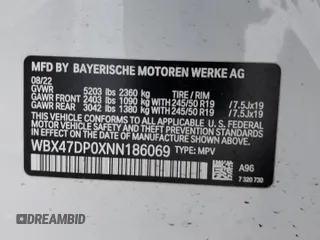 MFD BY BAYERISCHE MOTOREN WERKE AG
08/22
GVWR 5203 lbs 2360 kg TIRE / RIM
GAWR FRONT 2403 lbs 1090 kg 245/50 R19 / 7.5Jx19
GAWR REAR 3042 lbs 1380 kg 245/50 R19 / 7.5Jx19
THIS VEHICLE CONFORMS TO ALL APPLICABLE FEDERAL MOTOR VEHICLE SAFETY, BUMPER, AND THEFT PREVENTION STANDARDS IN EFFECT ON THE DATE OF MANUFACTURE SHOWN ABOVE.
WBX47DP0XNN186069 TYPE: MPV
A96
7 320 730
DREAMBID